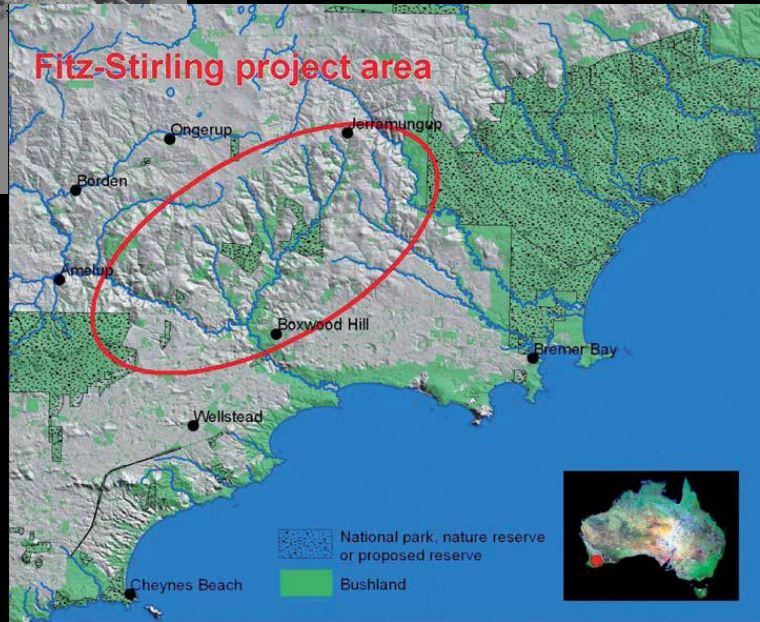 Fitz-Stirling project area
Jerramungup
Ongerup
Borden
Amelup
Boxwood Hill
Bremer Bay
Wellstead
National park, nature reserve
or proposed reserve
Bushland
Cheynes Beach